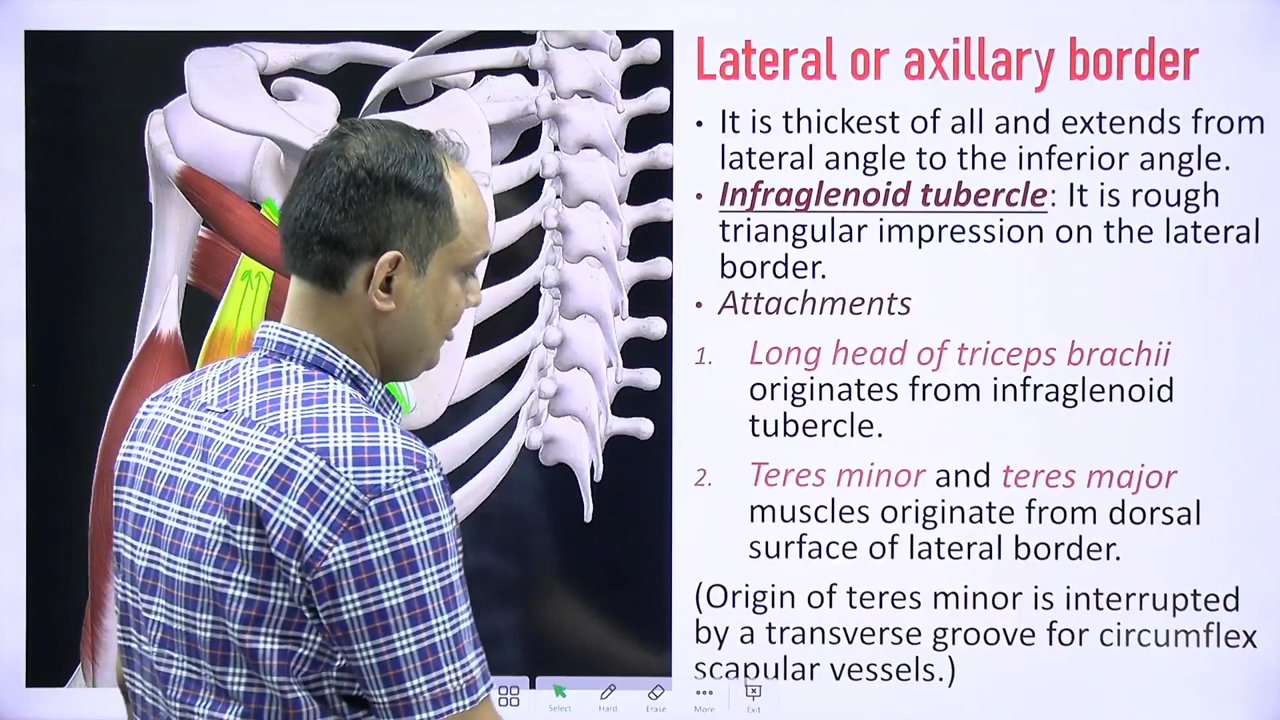 Lateral or axillary border
• It is thickest of all and extends from
lateral angle to the inferior angle.
• Infraglenoid tubercle: It is rough
triangular impression on the lateral
border.
• Attachments
1. Long head of triceps brachii
originates from infraglenoid
tubercle.
2. Teres minor and teres major
muscles originate from dorsal
surface of lateral border.
(Origin of teres minor is interrupted
by a transverse groove for circumflex
scapular vessels.)
Select Hard Erase More Exit